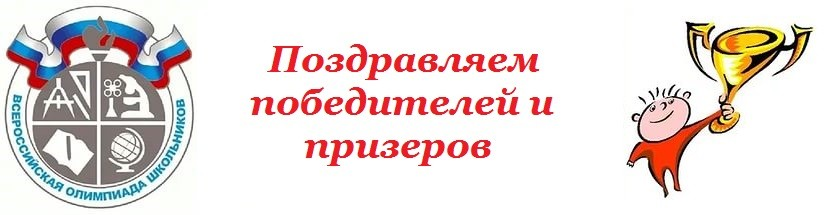 ВСЕРОССИЙСКАЯ ОЛИМПИАДА ШКОЛЬНИКОВ
Поздравляем
победителей и
призеров